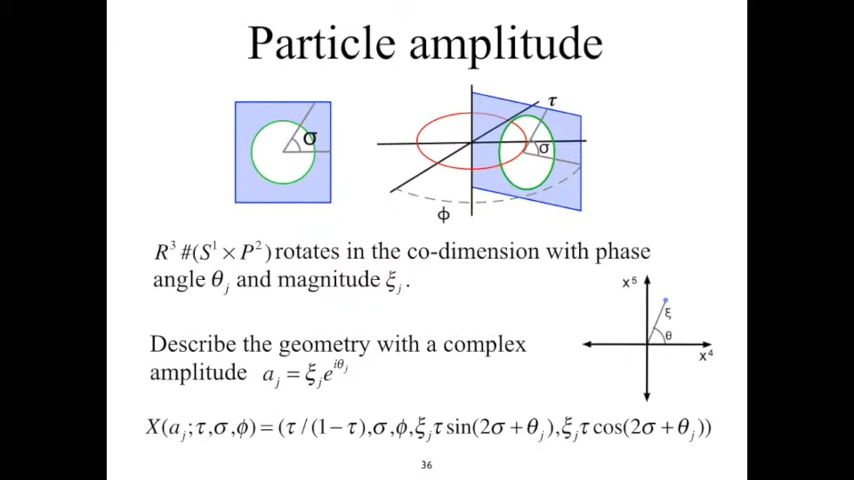 Particle amplitude
σ
τ
σ
ϕ
R³ #(S¹ × P²) rotates in the co-dimension with phase
angle θⱼ and magnitude ξⱼ.
x⁵
ξ
θ
x⁴
Describe the geometry with a complex
amplitude aⱼ = ξⱼe^{iθⱼ}
X(aⱼ;τ,σ,ϕ) = (τ / (1 − τ),σ,ϕ,ξⱼτ sin(2σ + θⱼ),ξⱼτ cos(2σ + θⱼ))
36